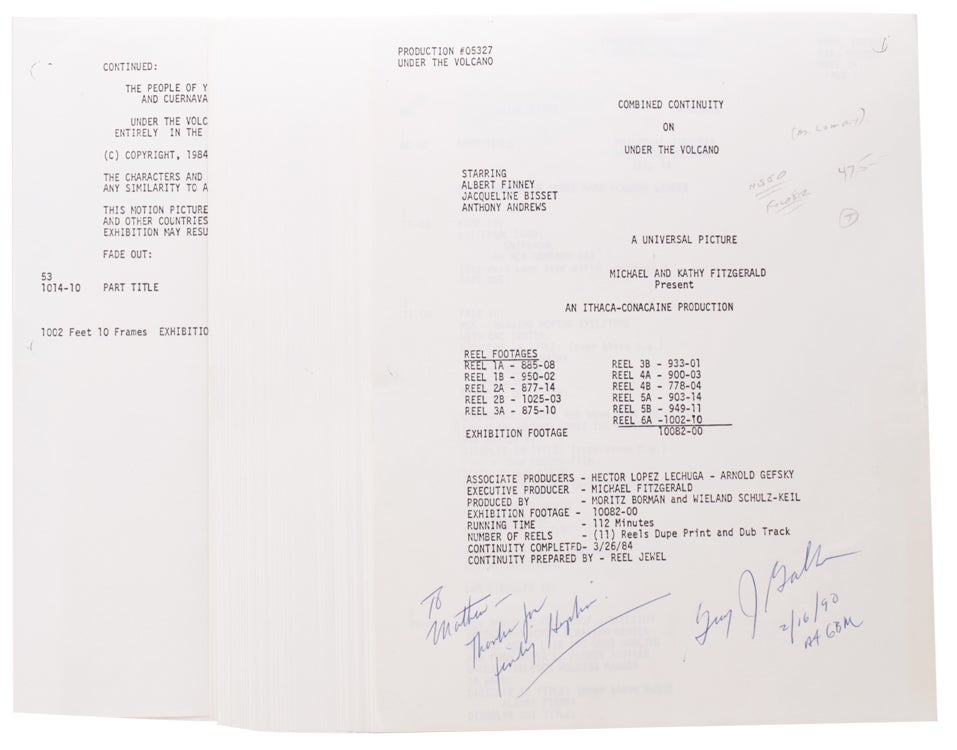 CONTINUED:
THE PEOPLE OF Y
AND CUERNAVA
UNDER THE VOLC
ENTIRELY IN THE
(C) COPYRIGHT, 1984
THE CHARACTERS AND
ANY SIMILARITY TO A
THIS MOTION PICTURE
AND OTHER COUNTRIES
EXHIBITION MAY RESU
FADE OUT:
53
1014-10 PART TITLE
1002 Feet 10 Frames EXHIBITIO
PRODUCTION #05327
UNDER THE VOLCANO
COMBINED CONTINUITY
ON
UNDER THE VOLCANO
(M. LOWRY)
475-
STARRING
ALBERT FINNEY
JACQUELINE BISSET
ANTHONY ANDREWS
FOLDER
A UNIVERSAL PICTURE
MICHAEL AND KATHY FITZGERALD
Present
AN ITHACA-CONACAINE PRODUCTION
REEL FOOTAGES
REEL 1A - 885-08
REEL 1B - 950-02
REEL 2A - 877-14
REEL 2B - 1025-03
REEL 3A - 875-10
REEL 3B - 933-01
REEL 4A - 900-03
REEL 4B - 778-04
REEL 5A - 903-14
REEL 5B - 949-11
REEL 6A -1002-10
EXHIBITION FOOTAGE 10082-00
ASSOCIATE PRODUCERS - HECTOR LOPEZ LECHUGA - ARNOLD GEFSKY
EXECUTIVE PRODUCER - MICHAEL FITZGERALD
PRODUCED BY - MORITZ BORMAN and WIELAND SCHULZ-KEIL
EXHIBITION FOOTAGE - 10082-00
RUNNING TIME - 112 Minutes
NUMBER OF REELS - (11) Reels Dupe Print and Dub Track
CONTINUITY COMPLETED- 3/26/84
CONTINUITY PREPARED BY - REEL JEWEL
To
Matthew -
Thanks for
Guy J
2/16/90